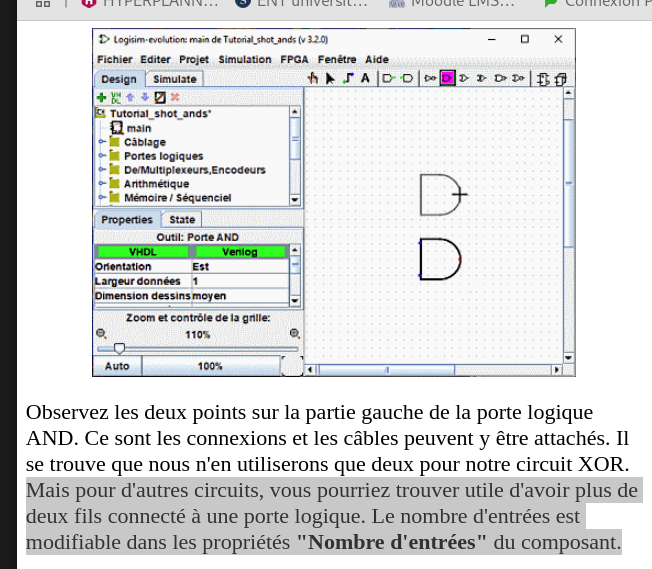 HYPERPLANN...
ENT universit...
Moodle LMS...
Connexion P
Logisim-evolution: main de Tutorial_shot_ands (v 3.2.0)
Fichier Editer Projet Simulation FPGA Fenêtre Aide
Design Simulate
A
Tutorial_shot_ands*
main
Câblage
Portes logiques
De/Multiplexeurs,Encodeurs
Arithmétique
Mémoire / Séquenciel
Properties State
Outil: Porte AND
VHDL Verilog
Orientation Est
Largeur données 1
Dimension dessins moyen
Zoom et contrôle de la grille:
110%
Auto 100%
Observez les deux points sur la partie gauche de la porte logique
AND. Ce sont les connexions et les câbles peuvent y être attachés. Il
se trouve que nous n'en utiliserons que deux pour notre circuit XOR.
Mais pour d'autres circuits, vous pourriez trouver utile d'avoir plus de
deux fils connecté à une porte logique. Le nombre d'entrées est
modifiable dans les propriétés "Nombre d'entrées" du composant.